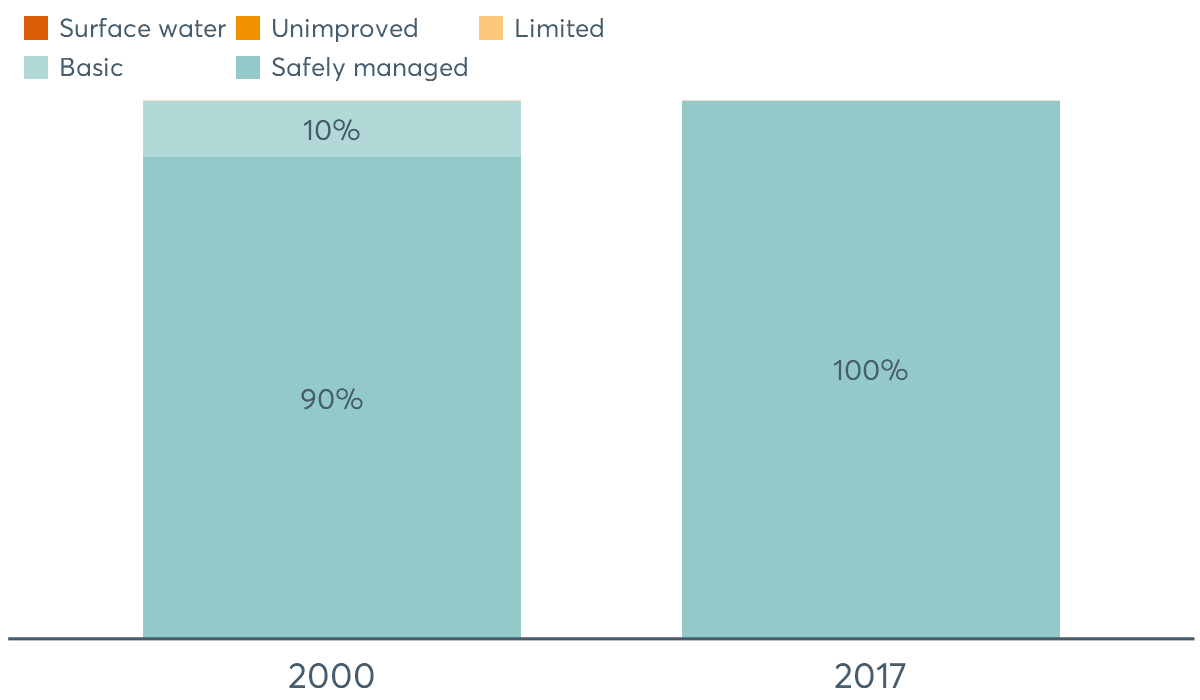 Surface water Unimproved Limited
Basic Safely managed
10%
90%
100%
2000 2017